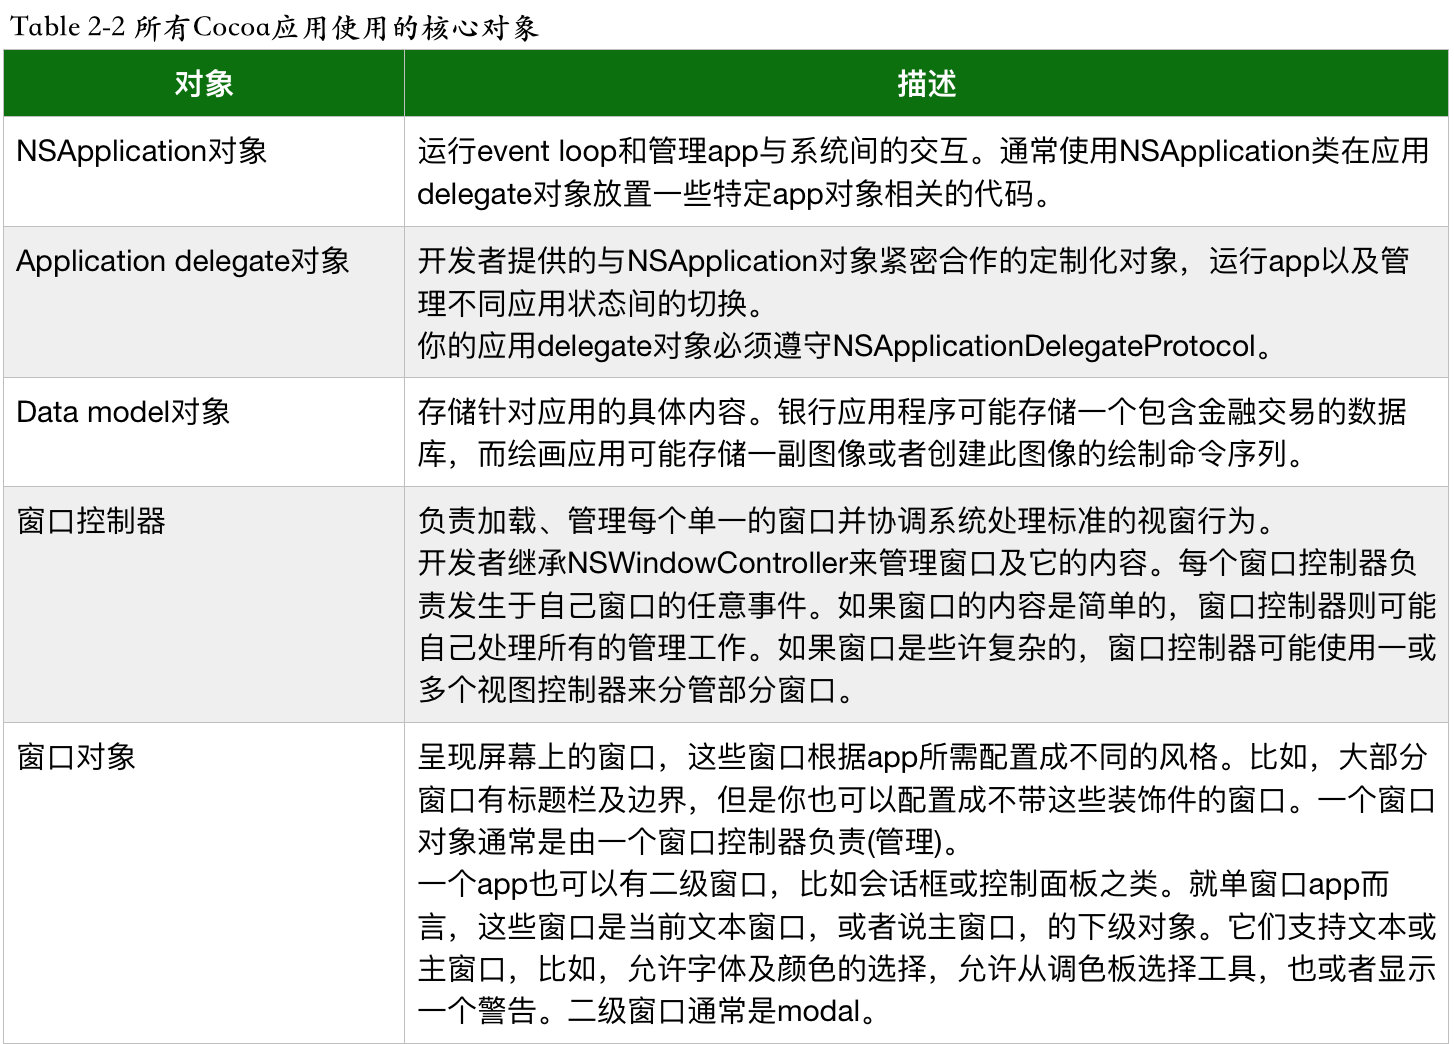 Table 2-2 所有Cocoa应用使用的核心对象
对象
描述
NSApplication对象
运行event loop和管理app与系统间的交互。通常使用NSApplication类在应用
delegate对象放置一些特定app对象相关的代码。
Application delegate对象
开发者提供的与NSApplication对象紧密合作的定制化对象，运行app以及管
理不同应用状态间的切换。
你的应用delegate对象必须遵守NSApplicationDelegateProtocol。
Data model对象
存储针对应用的具体内容。银行应用程序可能存储一个包含金融交易的数据
库，而绘画应用可能存储一副图像或者创建此图像的绘制命令序列。
窗口控制器
负责加载、管理每个单一的窗口并协调系统处理标准的视窗行为。
开发者继承NSWindowController来管理窗口及它的内容。每个窗口控制器负
责发生于自己窗口的任意事件。如果窗口的内容是简单的，窗口控制器则可能
自己处理所有的管理工作。如果窗口是些许复杂的，窗口控制器可能使用一或
多个视图控制器来分管部分窗口。
窗口对象
呈现屏幕上的窗口，这些窗口根据app所需配置成不同的风格。比如，大部分
窗口有标题栏及边界，但是你也可以配置成不带这些装饰件的窗口。一个窗口
对象通常是由一个窗口控制器负责(管理)。
一个app也可以有二级窗口，比如会话框或控制面板之类。就单窗口app而
言，这些窗口是当前文本窗口，或者说主窗口，的下级对象。它们支持文本或
主窗口，比如，允许字体及颜色的选择，允许从调色板选择工具，也或者显示
一个警告。二级窗口通常是modal。